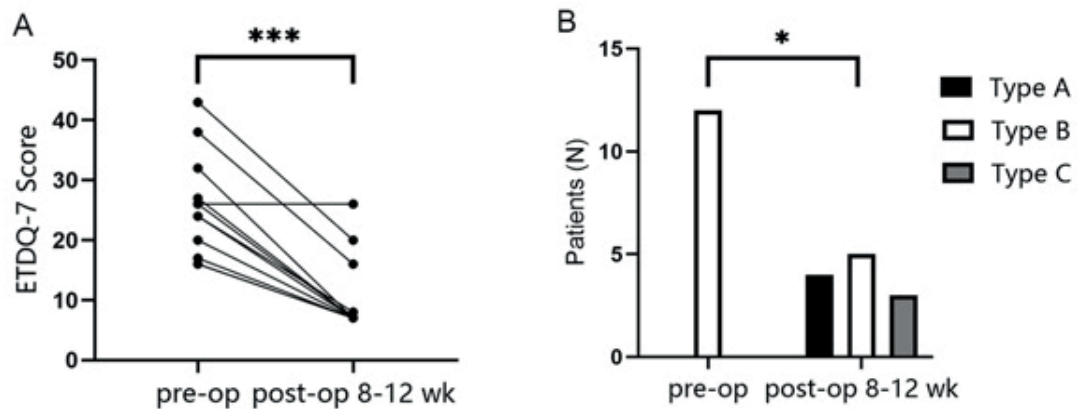 A
***
50
40
30
20
10
0
ETDQ-7 Score
pre-op
post-op 8-12 wk
B
*
15
10
5
0
Patients (N)
pre-op
post-op 8-12 wk
Type A
Type B
Type C